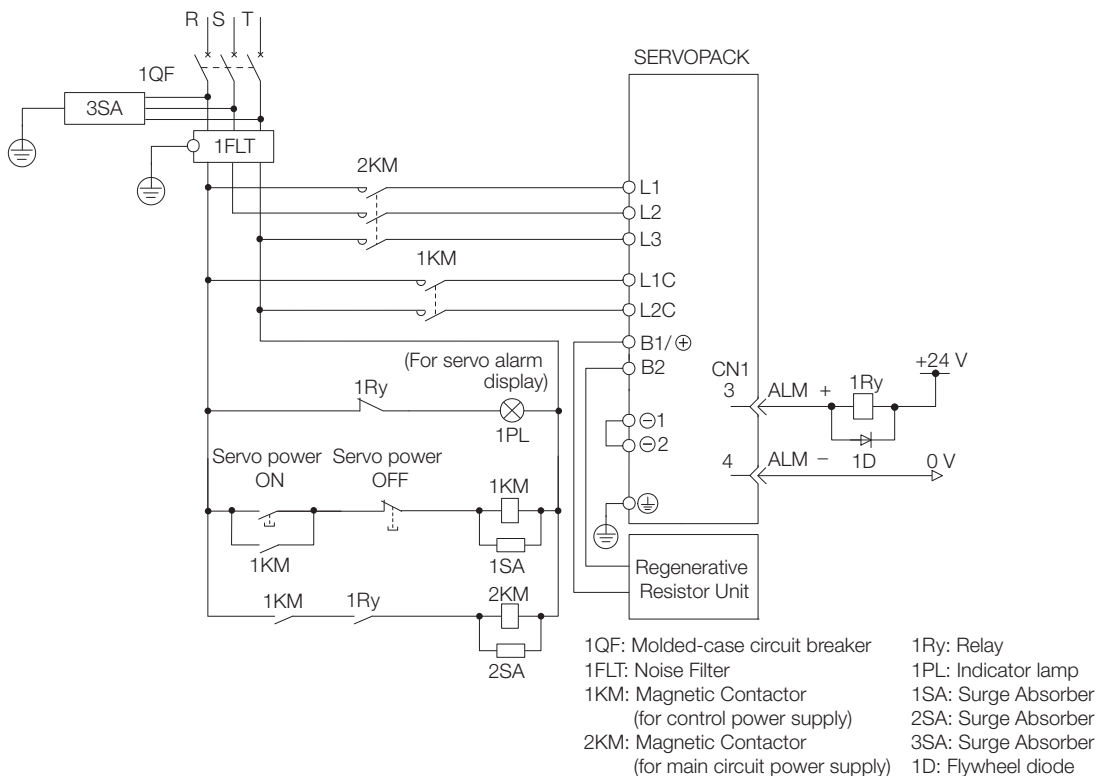 R S T
SERVOPACK
1QF
3SA
1FLT
2KM
L1
L2
L3
1KM
L1C
L2C
B1/⊕
B2
(For servo alarm
display)
1Ry
1PL
CN1
+24 V
3 ALM + 1Ry
⊖1
⊖2
1D
4 ALM − 0 V
Servo power
ON
Servo power
OFF
1KM
1KM
1SA
1KM
1Ry
2KM
2SA
Regenerative
Resistor Unit
1QF: Molded-case circuit breaker
1FLT: Noise Filter
1KM: Magnetic Contactor
(for control power supply)
2KM: Magnetic Contactor
(for main circuit power supply)
1Ry: Relay
1PL: Indicator lamp
1SA: Surge Absorber
2SA: Surge Absorber
3SA: Surge Absorber
1D: Flywheel diode